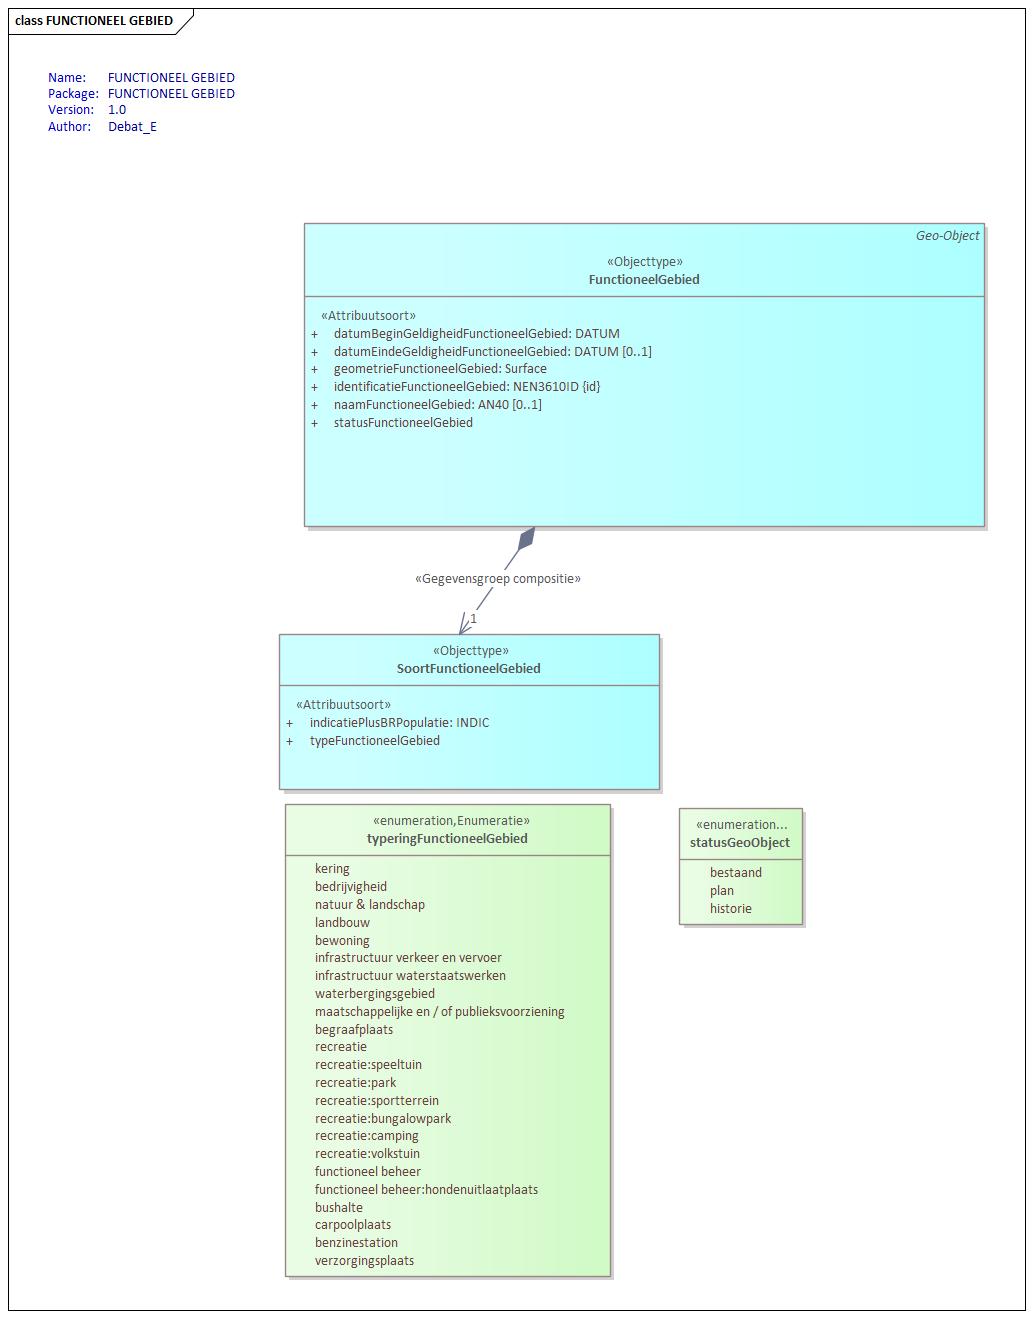 class FUNCTIONEEL GEBIED
Name: FUNCTIONEEL GEBIED
Package: FUNCTIONEEL GEBIED
Version: 1.0
Author: Debat_E
Geo-Object
«Objecttype»
FunctioneelGebied
«Attribuutsoort»
+ datumBeginGeldigheidFunctioneelGebied: DATUM
+ datumEindeGeldigheidFunctioneelGebied: DATUM [0..1]
+ geometrieFunctioneelGebied: Surface
+ identificatieFunctioneelGebied: NEN3610ID {id}
+ naamFunctioneelGebied: AN40 [0..1]
+ statusFunctioneelGebied
«Gegevensgroep compositie»
1
«Objecttype»
SoortFunctioneelGebied
«Attribuutsoort»
+ indicatiePlusBRPopulatie: INDIC
+ typeFunctioneelGebied
«enumeration,Enumeratie»
typeringFunctioneelGebied
kering
bedrijvigheid
natuur & landschap
landbouw
bewoning
infrastructuur verkeer en vervoer
infrastructuur waterstaatswerken
waterbergingsgebied
maatschappelijke en / of publieksvoorziening
begraafplaats
recreatie
recreatie:speeltuin
recreatie:park
recreatie:sportterrein
recreatie:bungalowpark
recreatie:camping
recreatie:volkstuin
functioneel beheer
functioneel beheer:hondenuitlaatplaats
bushalte
carpoolplaats
benzinestation
verzorgingsplaats
«enumeration...
statusGeoObject
bestaand
plan
historie